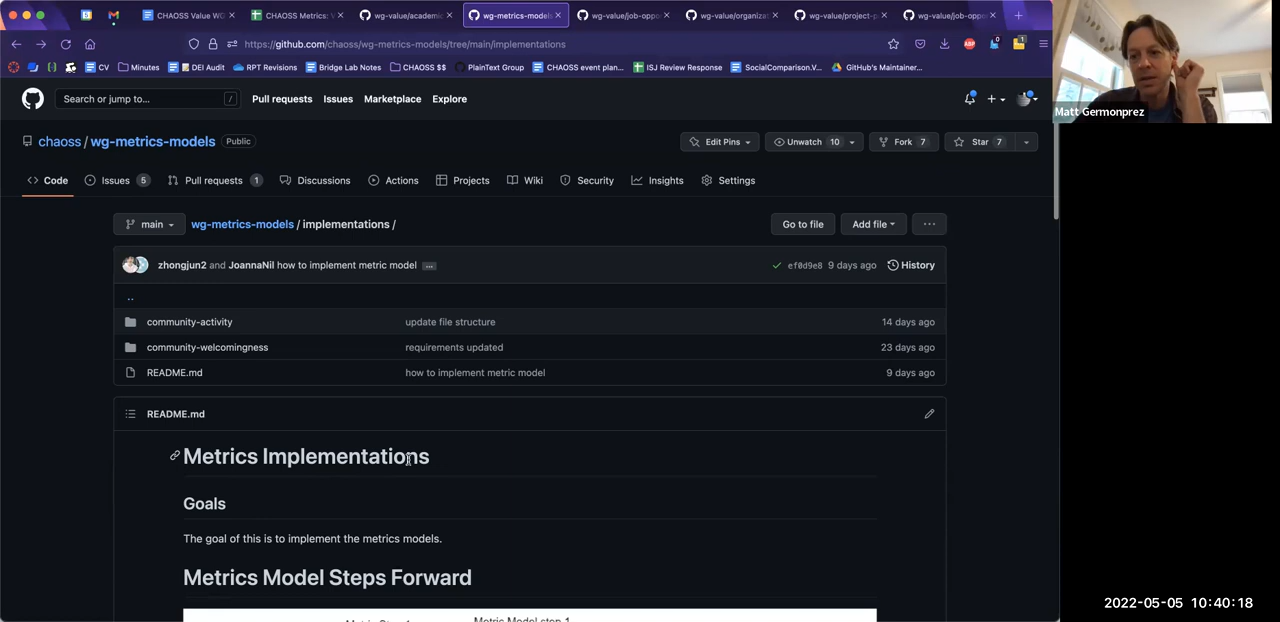 CHAOSS Value W
CHAOSS Metrics: V
wg-value/academic
wg-metrics-models
wg-value/job-oppo
wg-value/organizat
wg-value/project-p
wg-value/job-opp
https://github.com/chaoss/wg-metrics-models/tree/main/implementations
CV
Minutes
DEI Audit
RPT Revisions
Bridge Lab Notes
CHAOSS $$
PlainText Group
CHAOSS event plan...
ISJ Review Response
SocialComparison.V...
GitHub's Maintainer...
Search or jump to...
/
Pull requests
Issues
Marketplace
Explore
Matt Germonprez
chaoss / wg-metrics-models
Public
Edit Pins
Unwatch 10
Fork 7
Star 7
Code
Issues 5
Pull requests 1
Discussions
Actions
Projects
Wiki
Security
Insights
Settings
main
wg-metrics-models / implementations /
Go to file
Add file
...
zhongjun2 and JoannaNil how to implement metric model ...
ef0d9e8 9 days ago
History
..
community-activity update file structure 14 days ago
community-welcomingness requirements updated 23 days ago
README.md how to implement metric model 9 days ago
README.md
Metrics Implementations
Goals
The goal of this is to implement the metrics models.
Metrics Model Steps Forward
Metric Model step 1
2022-05-05 10:40:18